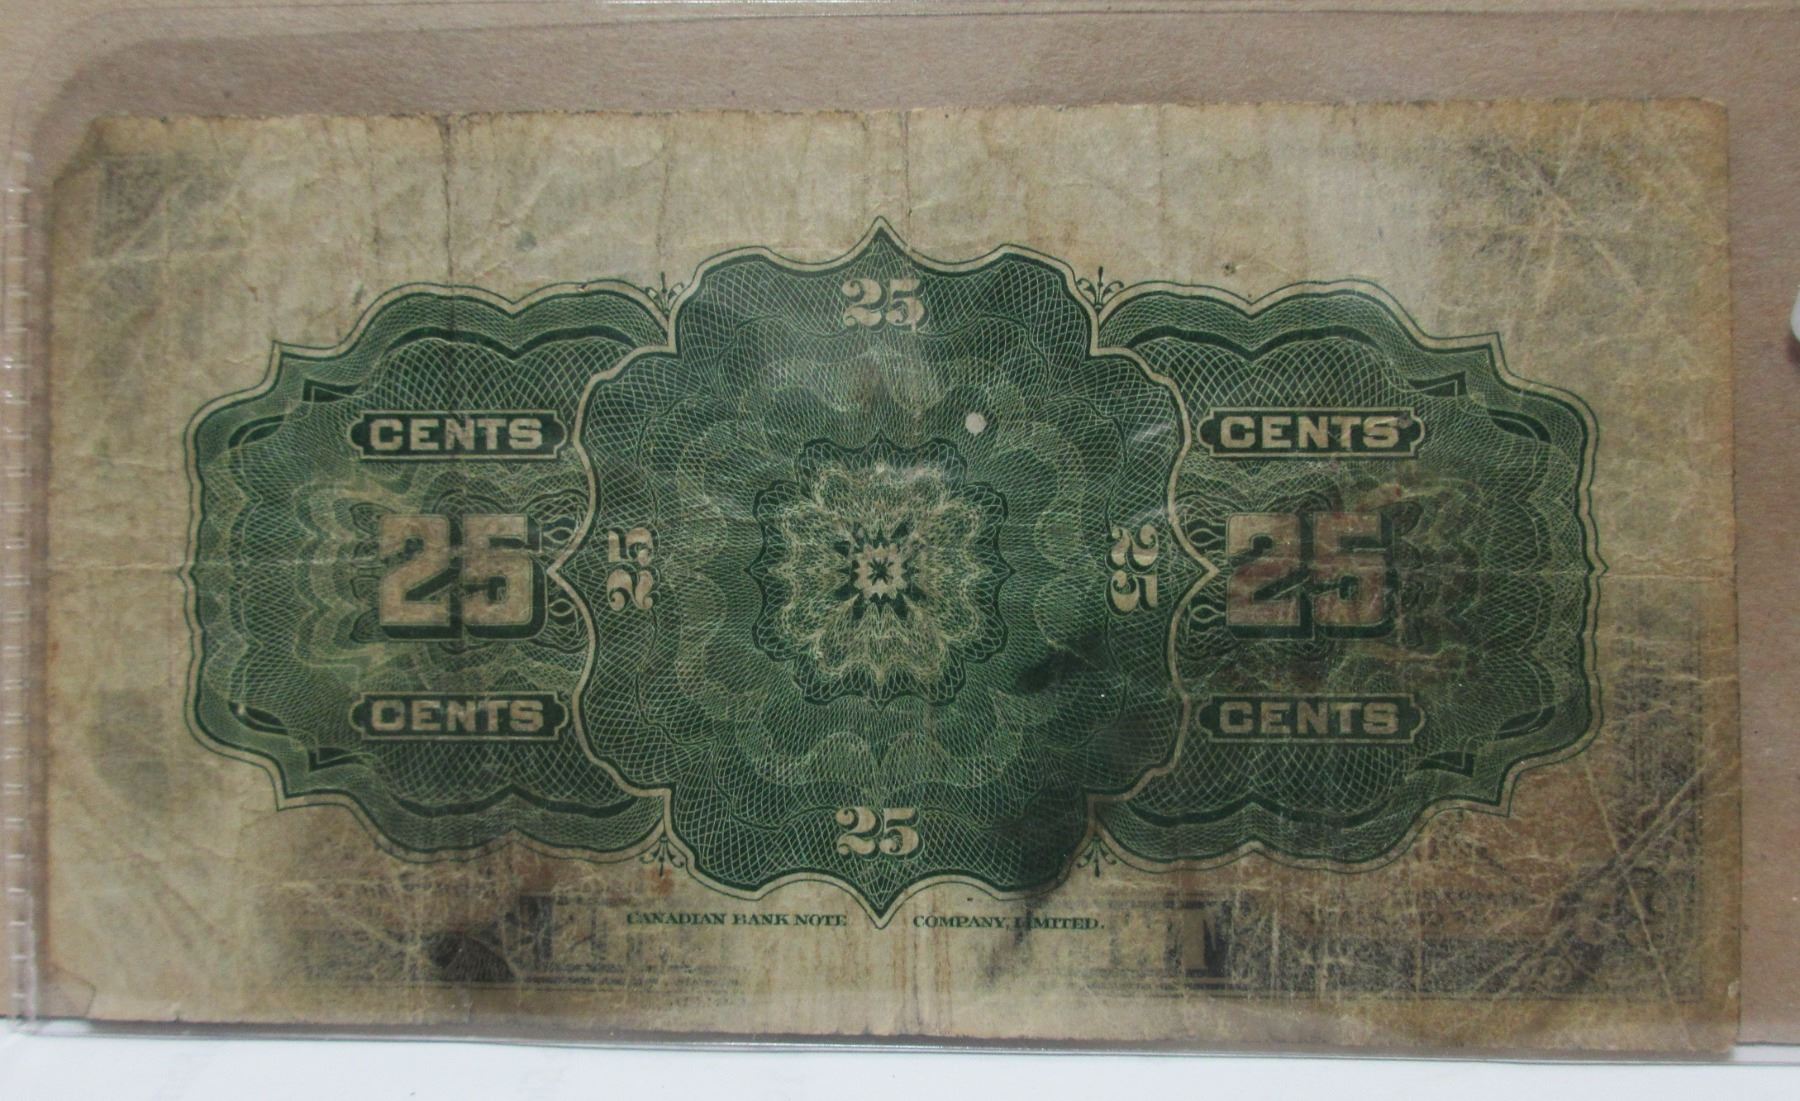 25
CENTS CENTS
25 25 25 25
CENTS CENTS
25
CANADIAN BANK NOTE COMPANY, LIMITED.